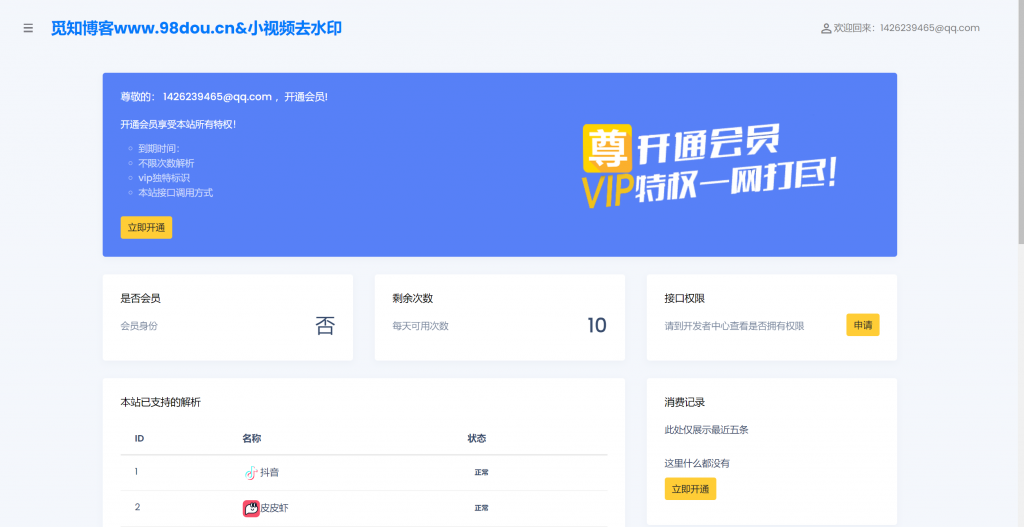 觅知博客www.98dou.cn&小视频去水印
欢迎回来：1426239465@qq.com
尊敬的： 1426239465@qq.com ，开通会员!
开通会员享受本站所有特权！
到期时间：
不限次数解析
vip独特标识
本站接口调用方式
立即开通
尊 开通会员
VIP特权一网打尽！
是否会员
会员身份
否
剩余次数
每天可用次数
10
接口权限
请到开发者中心查看是否拥有权限
申请
本站已支持的解析
ID 名称 状态
1 抖音 正常
2 皮皮虾 正常
消费记录
此处仅展示最近五条
这里什么都没有
立即开通